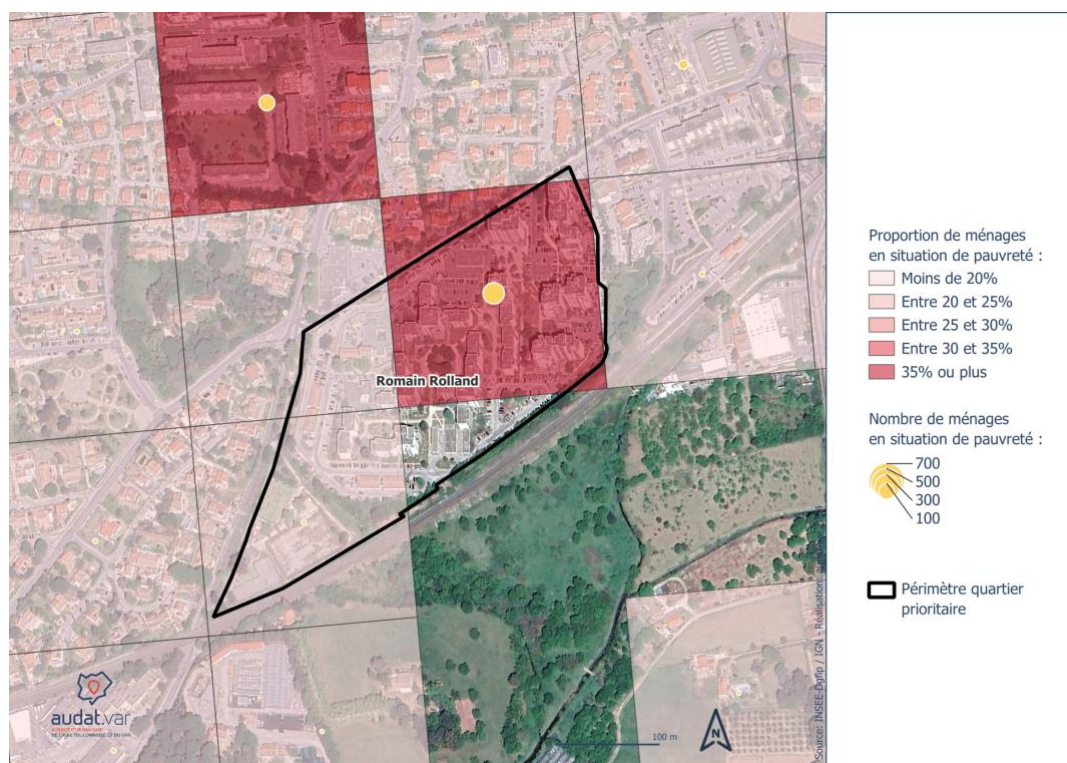 Romain Rolland
Proportion de ménages
en situation de pauvreté :
Moins de 20%
Entre 20 et 25%
Entre 25 et 30%
Entre 30 et 35%
35% ou plus
Nombre de ménages
en situation de pauvreté :
700
500
300
100
Périmètre quartier
prioritaire
audat.var
100 m
N
Source: INSEE-Dgfip / IGN - Réalisation